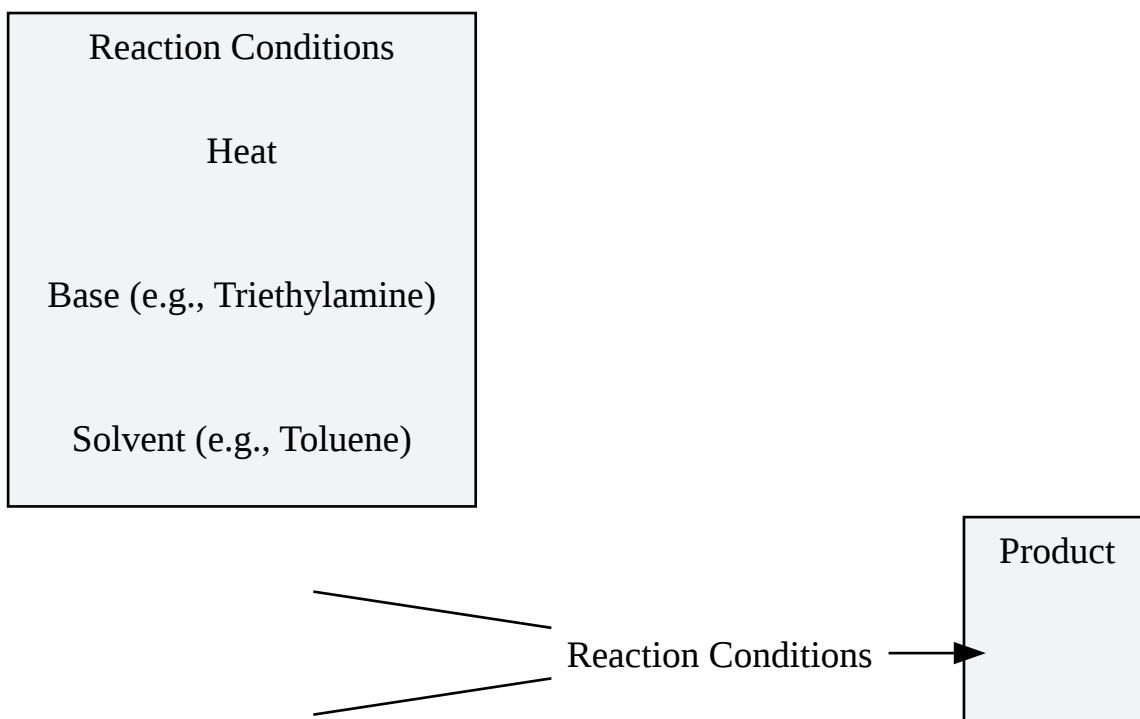 Reaction Conditions
Heat
Base (e.g., Triethylamine)
Solvent (e.g., Toluene)
Product
Reaction Conditions